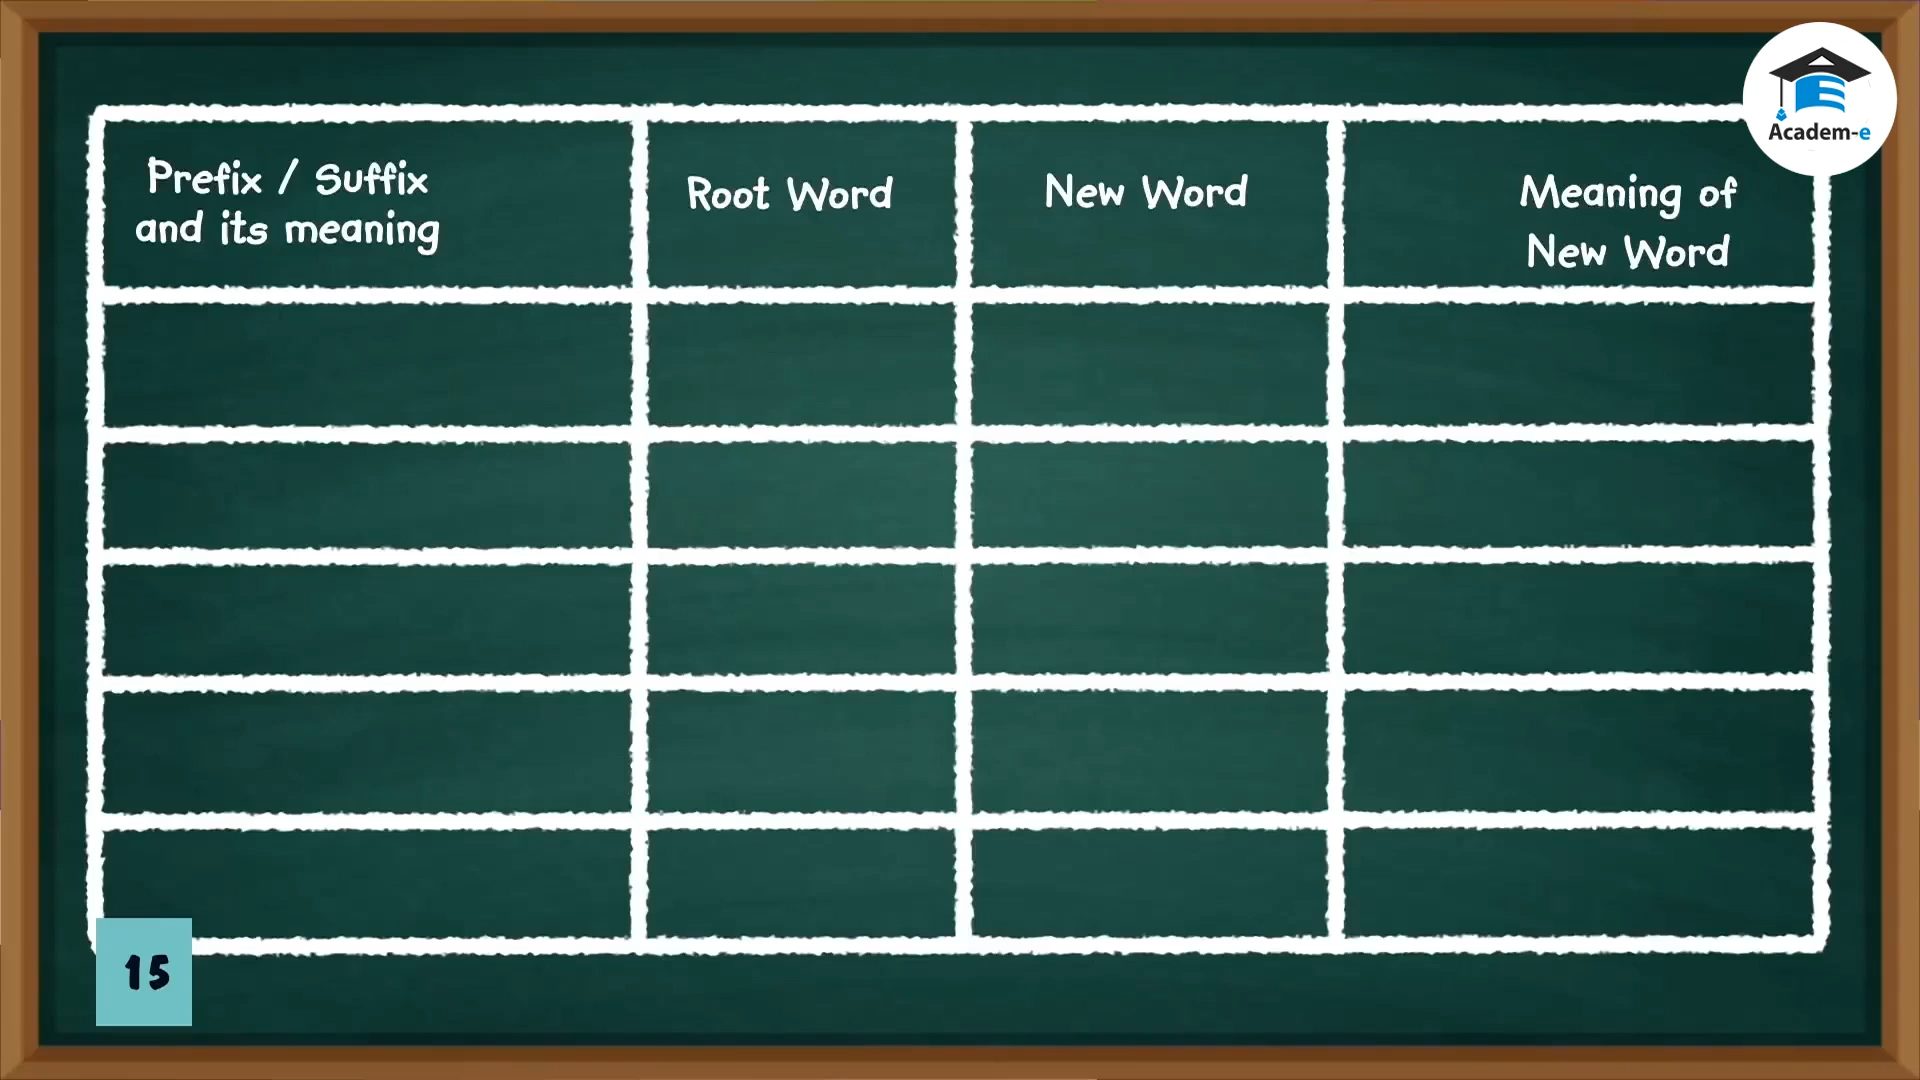 Academ-e
Prefix / Suffix
and its meaning
Root Word
New Word
Meaning of
New Word
15